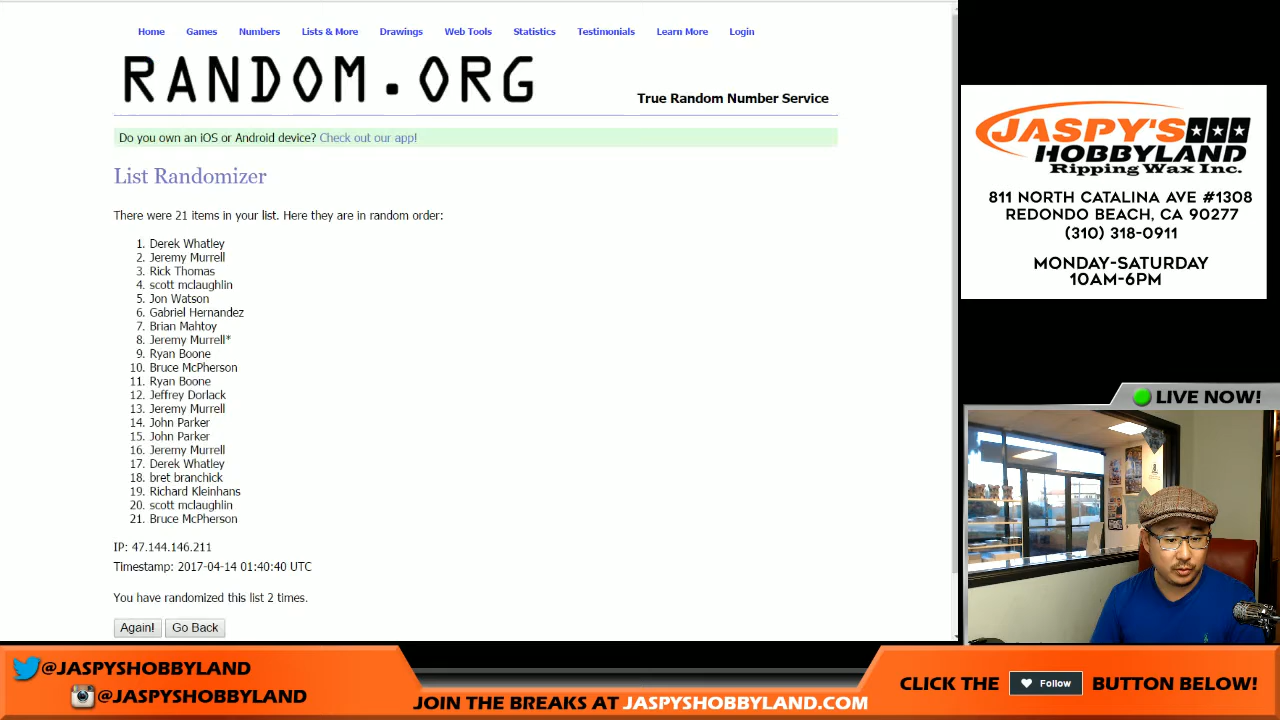 Home Games Numbers Lists & More Drawings Web Tools Statistics Testimonials Learn More Login
RANDOM.ORG
True Random Number Service
Do you own an iOS or Android device? Check out our app!
List Randomizer
There were 21 items in your list. Here they are in random order:
1. Derek Whatley
2. Jeremy Murrell
3. Rick Thomas
4. scott mclaughlin
5. Jon Watson
6. Gabriel Hernandez
7. Brian Mahtoy
8. Jeremy Murrell*
9. Ryan Boone
10. Bruce McPherson
11. Ryan Boone
12. Jeffrey Dorlack
13. Jeremy Murrell
14. John Parker
15. John Parker
16. Jeremy Murrell
17. Derek Whatley
18. bret branchick
19. Richard Kleinhans
20. scott mclaughlin
21. Bruce McPherson
IP: 47.144.146.211
Timestamp: 2017-04-14 01:40:40 UTC
You have randomized this list 2 times.
Again! Go Back
JASPY'S
HOBBYLAND
Ripping Wax Inc.
811 NORTH CATALINA AVE #1308
REDONDO BEACH, CA 90277
(310) 318-0911
MONDAY-SATURDAY
10AM-6PM
LIVE NOW!
@JASPYSHOBBYLAND
@JASPYSHOBBYLAND
JOIN THE BREAKS AT JASPYSHOBBYLAND.COM
CLICK THE Follow BUTTON BELOW!